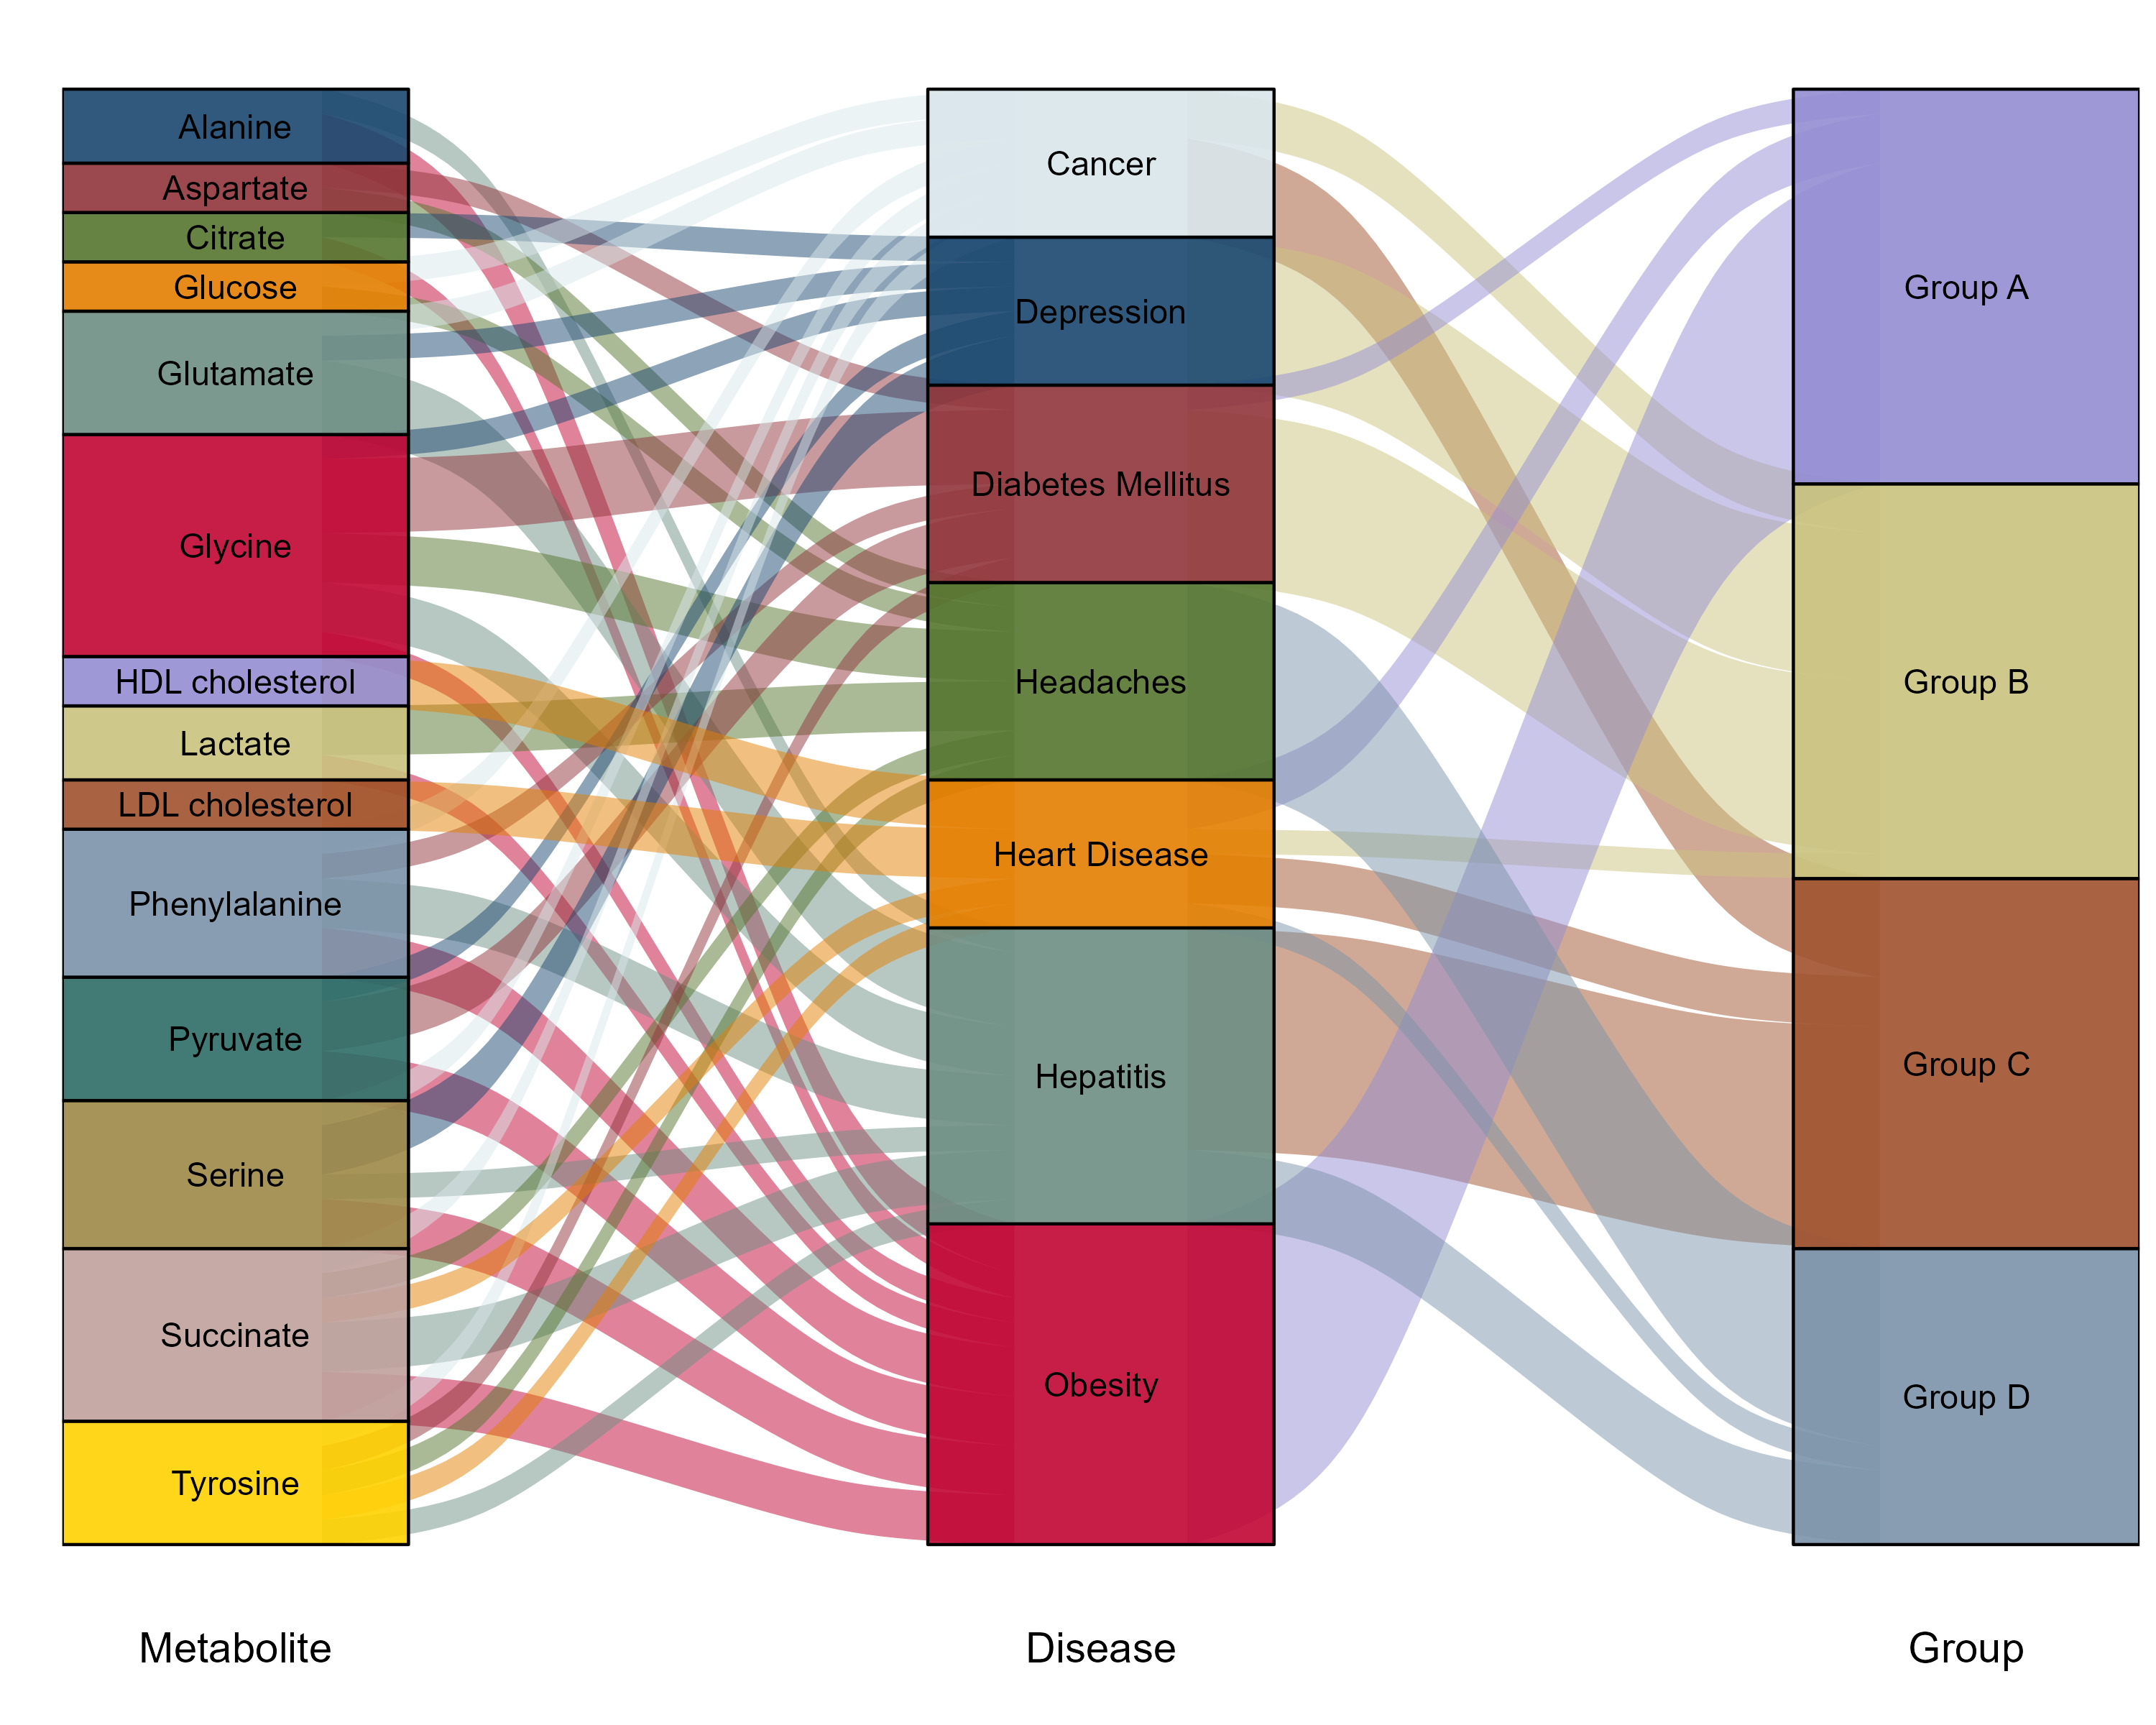 Alanine
Aspartate
Citrate
Glucose
Glutamate
Glycine
HDL cholesterol
Lactate
LDL cholesterol
Phenylalanine
Pyruvate
Serine
Succinate
Tyrosine
Cancer
Depression
Diabetes Mellitus
Headaches
Heart Disease
Hepatitis
Obesity
Group A
Group B
Group C
Group D
Metabolite
Disease
Group